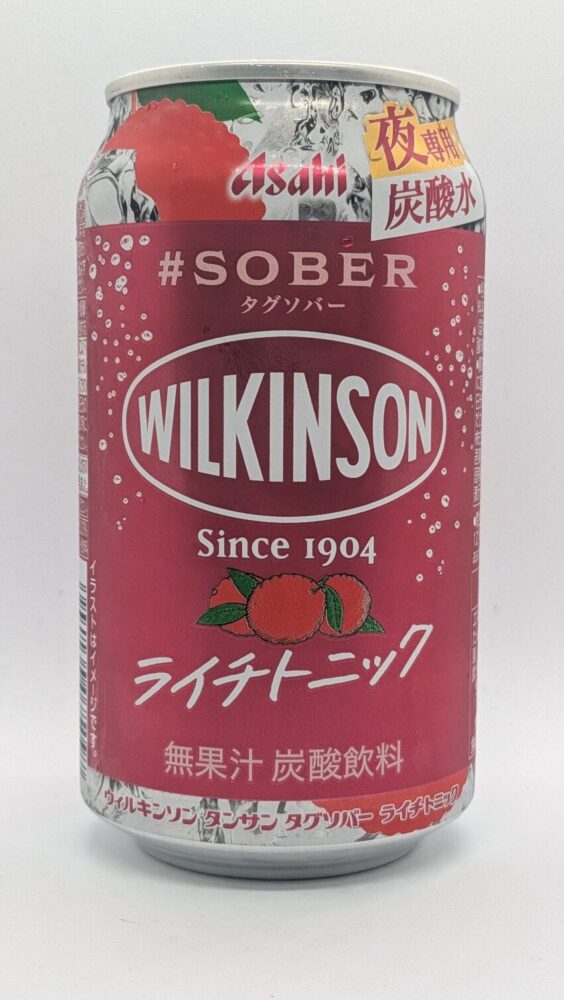 Asahi
夜専用
炭酸水
#SOBER
タグソバー
WILKINSON
Since 1904
ライチトニック
無果汁 炭酸飲料
イラストはイメージです。
ウィルキンソン タンサン タグソバー ライチトニック